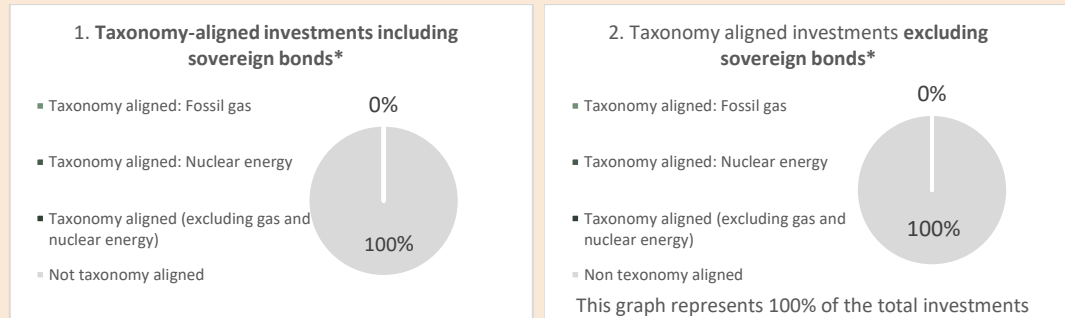 1. Taxonomy-aligned investments including
sovereign bonds*
Taxonomy aligned: Fossil gas
Taxonomy aligned: Nuclear energy
Taxonomy aligned (excluding gas and
nuclear energy)
Not taxonomy aligned
0%
100%
2. Taxonomy aligned investments excluding
sovereign bonds*
Taxonomy aligned: Fossil gas
Taxonomy aligned: Nuclear energy
Taxonomy aligned (excluding gas and
nuclear energy)
Non texonomy aligned
0%
100%
This graph represents 100% of the total investments